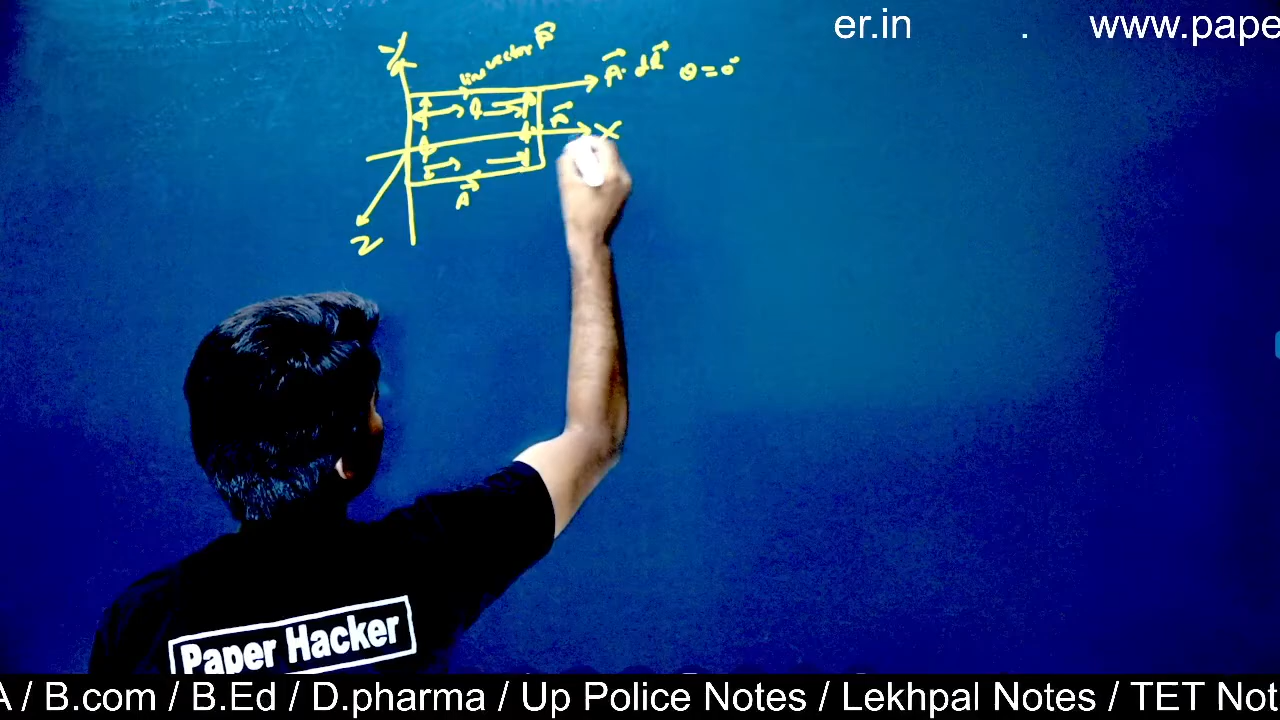 er.in . www.pape
Y
line vector A⃗
A⃗. dl⃗ θ=0°
A⃗
X
A⃗
Z
Paper Hacker
A / B.com / B.Ed / D.pharma / Up Police Notes / Lekhpal Notes / TET Not